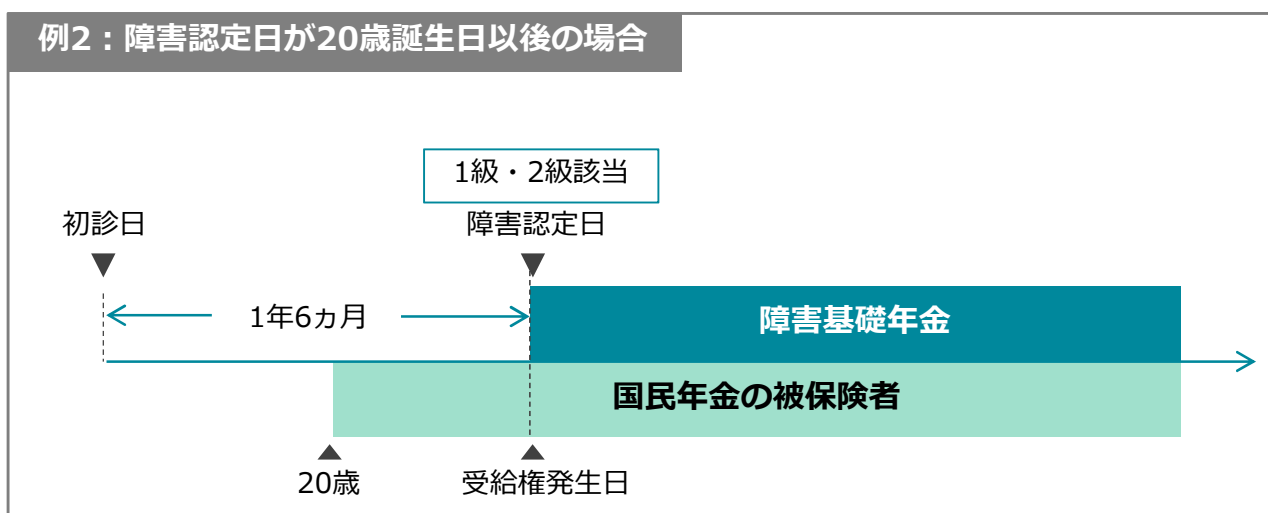 例2：障害認定日が20歳誕生日以後の場合
1級・2級該当
初診日
障害認定日
1年6ヵ月
障害基礎年金
国民年金の被保険者
20歳
受給権発生日